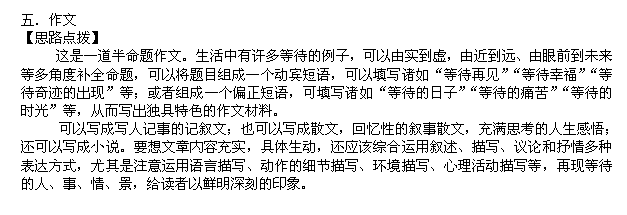 五．作文
【思路点拨】
这是一道半命题作文。生活中有许多等待的例子，可以由实到虚，由近到远、由眼前到未来
等多角度补全命题，可以将题目组成一个动宾短语，可以填写诸如“等待再见”“等待幸福”“等
待奇迹的出现”等；或者组成一个偏正短语，可填写诸如“等待的日子”“等待的痛苦”“等待的
时光”等，从而写出独具特色的作文材料。
可以写成写人记事的记叙文；也可以写成散文，回忆性的叙事散文，充满思考的人生感悟；
还可以写成小说。要想文章内容充实，具体生动，还应该综合运用叙述、描写、议论和抒情多种
表达方式，尤其是注意运用语言描写、动作的细节描写、环境描写、心理活动描写等，再现等待
的人、事、情、景，给读者以鲜明深刻的印象。